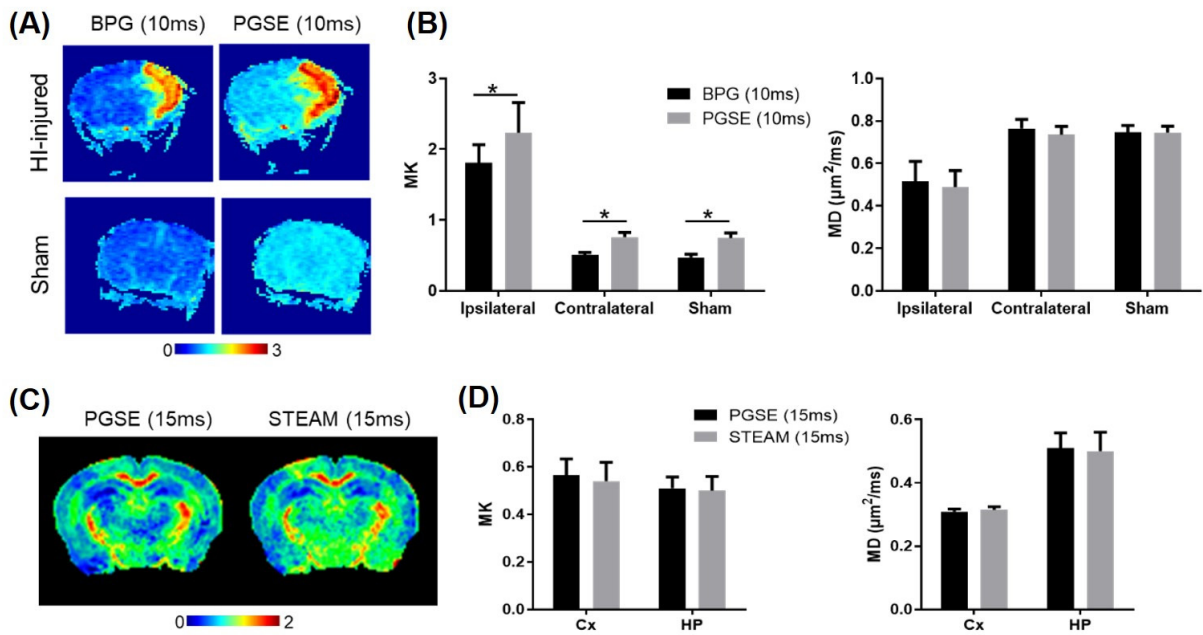 (A)
BPG (10ms) PGSE (10ms)
HI-injured
Sham
0 3
(B)
3
2
1
0
MK
*
*
*
BPG (10ms)
PGSE (10ms)
Ipsilateral Contralateral Sham
1.0
0.8
0.6
0.4
0.2
0.0
MD (μm²/ms)
Ipsilateral Contralateral Sham
(C)
PGSE (15ms) STEAM (15ms)
0 2
(D)
0.8
0.6
0.4
0.2
0.0
MK
PGSE (15ms)
STEAM (15ms)
Cx HP
0.6
0.4
0.2
0.0
MD (μm²/ms)
Cx HP